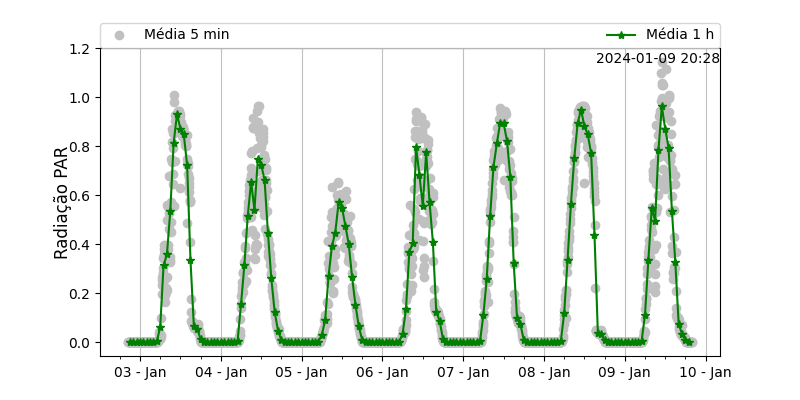 Média 5 min
Média 1 h
2024-01-09 20:28
Radiação PAR
1.2
1.0
0.8
0.6
0.4
0.2
0.0
03 - Jan
04 - Jan
05 - Jan
06 - Jan
07 - Jan
08 - Jan
09 - Jan
10 - Jan